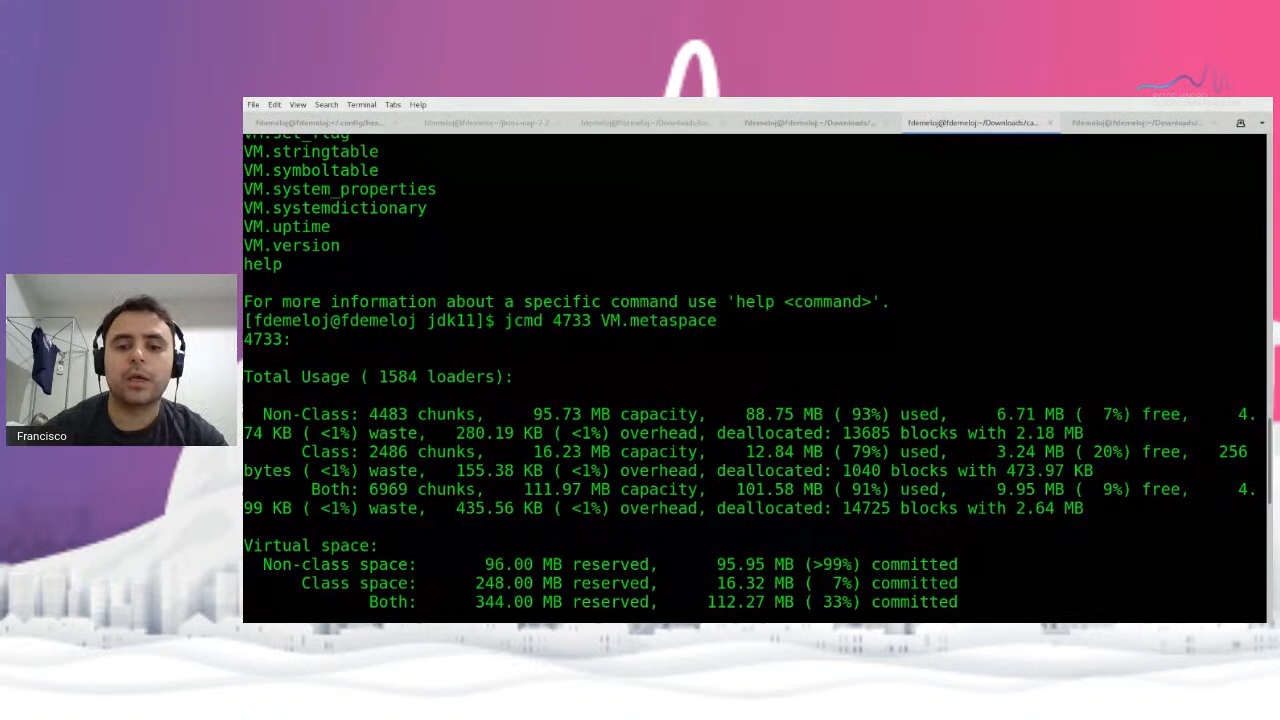 File Edit View Search Terminal Tabs Help
fdemeloj@fdemeloj:~/.config/hex... fdemeloj@fdemeloj:~/jboss-eap-7.2 fdemeloj@fdemeloj:~/Downloads/ca... fdemeloj@fdemeloj:~/Downloads/... fdemeloj@fdemeloj:~/Downloads/ca... fdemeloj@fdemeloj:~/Downloads/...
VM.set_flag
VM.stringtable
VM.symboltable
VM.system_properties
VM.systemdictionary
VM.uptime
VM.version
help
For more information about a specific command use 'help <command>'.
[fdemeloj@fdemeloj jdk11]$ jcmd 4733 VM.metaspace
4733:
Total Usage ( 1584 loaders):
Non-Class: 4483 chunks, 95.73 MB capacity, 88.75 MB ( 93%) used, 6.71 MB ( 7%) free, 4.
74 KB ( <1%) waste, 280.19 KB ( <1%) overhead, deallocated: 13685 blocks with 2.18 MB
Class: 2486 chunks, 16.23 MB capacity, 12.84 MB ( 79%) used, 3.24 MB ( 20%) free, 256
bytes ( <1%) waste, 155.38 KB ( <1%) overhead, deallocated: 1040 blocks with 473.97 KB
Both: 6969 chunks, 111.97 MB capacity, 101.58 MB ( 91%) used, 9.95 MB ( 9%) free, 4.
99 KB ( <1%) waste, 435.56 KB ( <1%) overhead, deallocated: 14725 blocks with 2.64 MB
Virtual space:
Non-class space: 96.00 MB reserved, 95.95 MB (>99%) committed
Class space: 248.00 MB reserved, 16.32 MB ( 7%) committed
Both: 344.00 MB reserved, 112.27 MB ( 33%) committed
Francisco